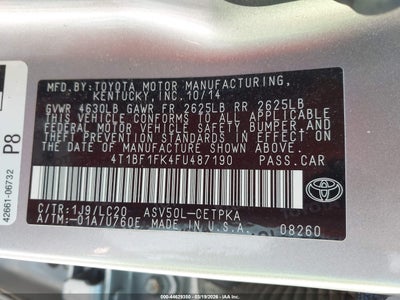 MFD.BY: TOYOTA MOTOR MANUFACTURING,
KENTUCKY, INC. 10/14
GVWR 4630LB GAWR FR 2625LB RR 2625LB
THIS VEHICLE CONFORMS TO ALL APPLICABLE
FEDERAL MOTOR VEHICLE SAFETY, BUMPER, AND
THEFT PREVENTION STANDARDS IN EFFECT ON
THE DATE OF MANUFACTURE SHOWN ABOVE.
4T1BF1FK4FU487190 PASS.CAR
C/TR:1J9/LC20 ASV50L-CETPKA
A/TM:-01A/U760E MADE IN U.S.A.
08260
TOYOTA
P8
42661-06732
000-44629350 - 03/19/2026 - IAAI.COM